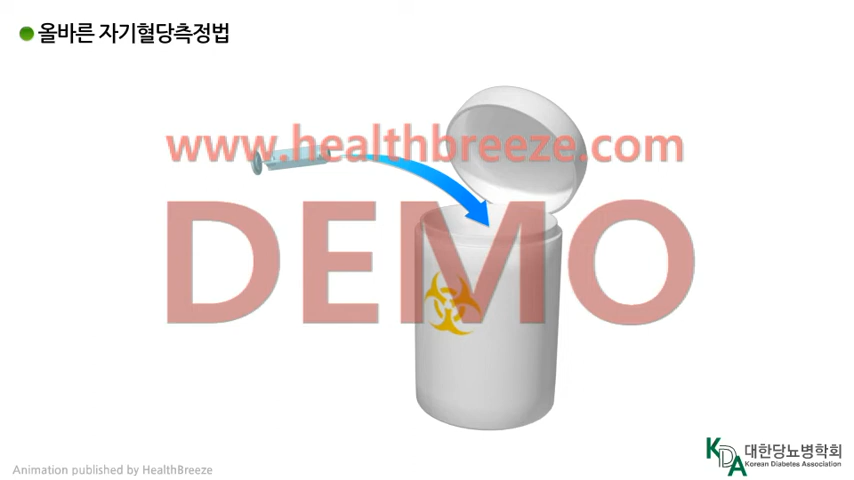 올바른 자기혈당측정법
www.healthbreeze.com
DEMO
Animation published by HealthBreeze
KDA 대한당뇨병학회
Korean Diabetes Association